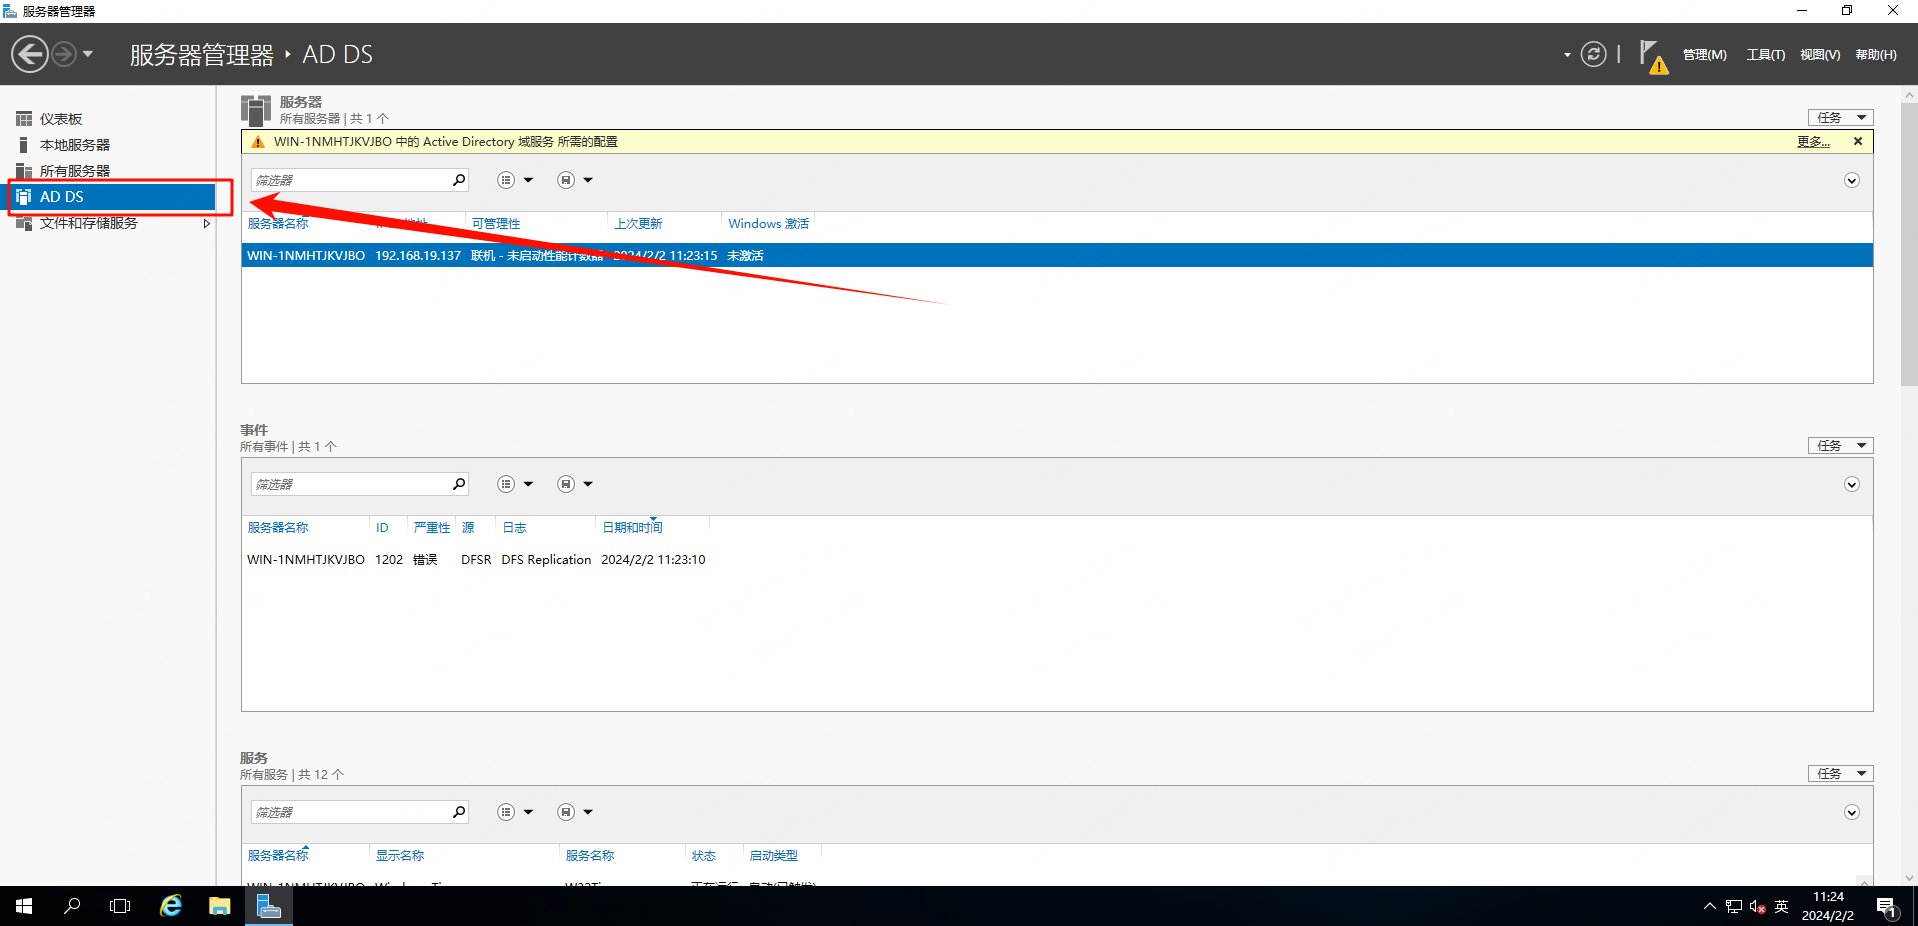 服务器管理器
服务器管理器 ‣ AD DS
管理(M) 工具(T) 视图(V) 帮助(H)
仪表板
本地服务器
所有服务器
AD DS
文件和存储服务
服务器
所有服务器 | 共 1 个
任务
WIN-1NMHTJKVJBO 中的 Active Directory 域服务 所需的配置
更多...
筛选器
服务器名称 可管理性 上次更新 Windows 激活
WIN-1NMHTJKVJBO 192.168.19.137 联机 - 未启动性能计数器 2024/2/2 11:23:15 未激活
事件
所有事件 | 共 1 个
任务
筛选器
服务器名称 ID 严重性 源 日志 日期和时间
WIN-1NMHTJKVJBO 1202 错误 DFSR DFS Replication 2024/2/2 11:23:10
服务
所有服务 | 共 12 个
任务
筛选器
服务器名称 显示名称 服务名称 状态 启动类型
英
11:24
2024/2/2
1